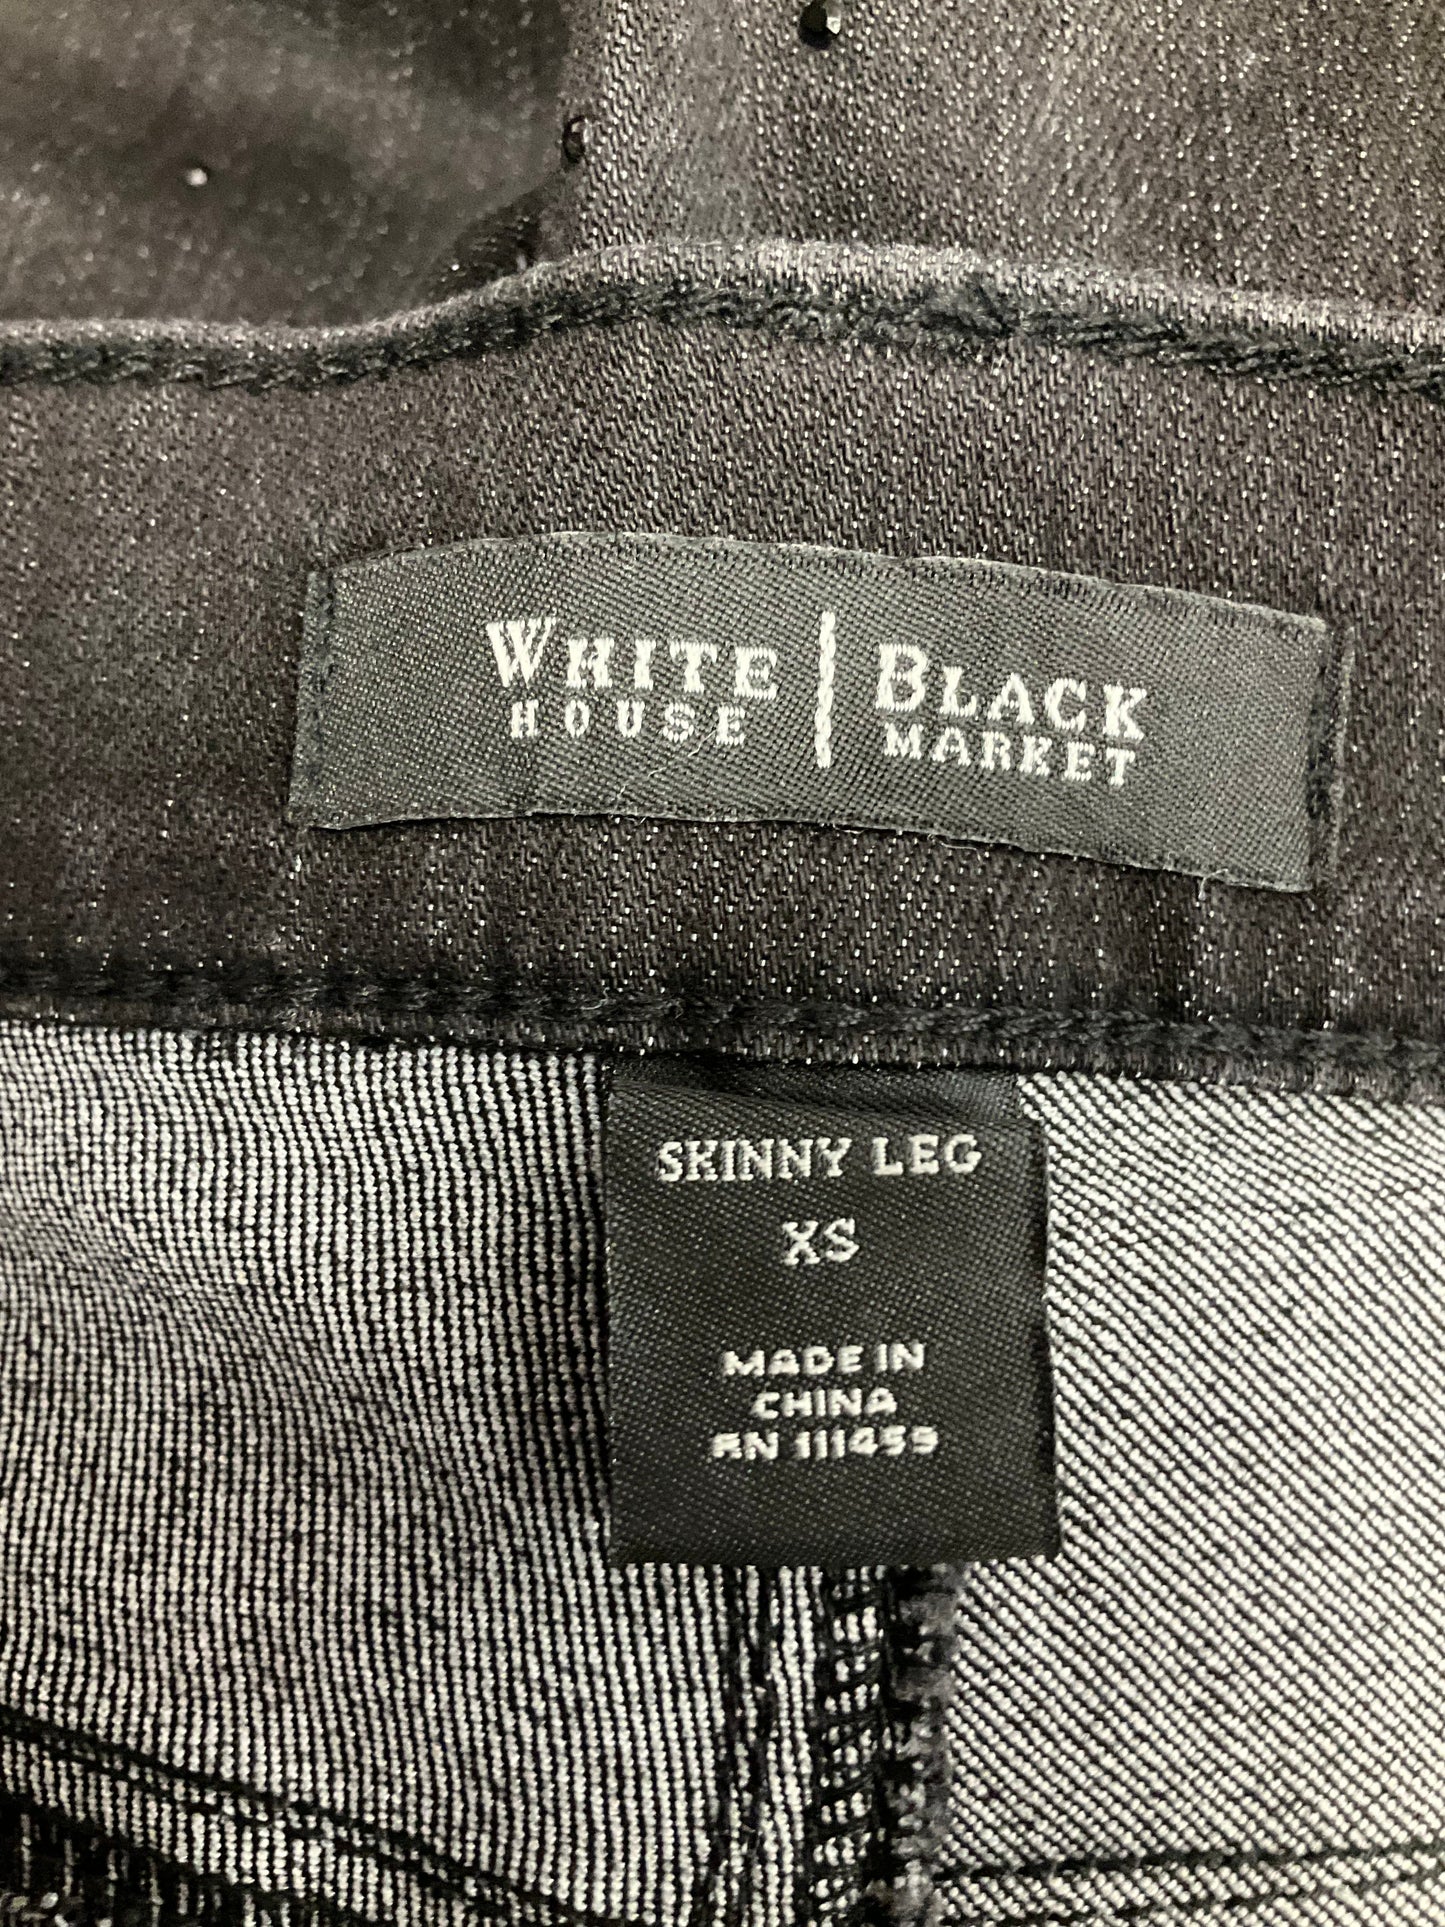 WHITE | BLACK
HOUSE | MARKET
SKINNY LEG
XS
MADE IN
CHINA
RN 111459